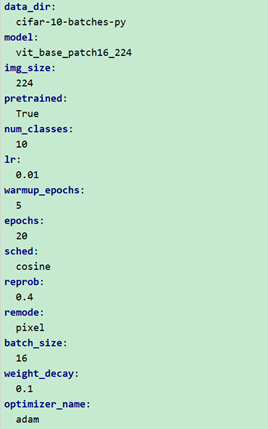 data_dir:
cifar-10-batches-py
model:
vit_base_patch16_224
img_size:
224
pretrained:
True
num_classes:
10
lr:
0.01
warmup_epochs:
5
epochs:
20
sched:
cosine
reprob:
0.4
remode:
pixel
batch_size:
16
weight_decay:
0.1
optimizer_name:
adam